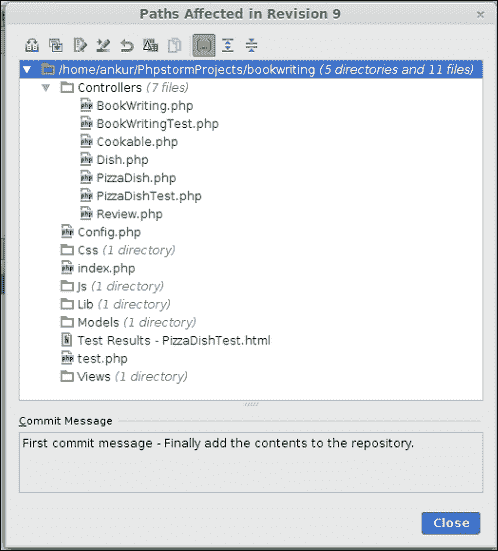 Paths Affected in Revision 9
/home/ankur/PhpstormProjects/bookwriting (5 directories and 11 files)
Controllers (7 files)
BookWriting.php
BookWritingTest.php
Cookable.php
Dish.php
PizzaDish.php
PizzaDishTest.php
Review.php
Config.php
Css (1 directory)
index.php
Js (1 directory)
Lib (1 directory)
Models (1 directory)
Test Results - PizzaDishTest.html
test.php
Views (1 directory)
Commit Message
First commit message - Finally add the contents to the repository.
Close